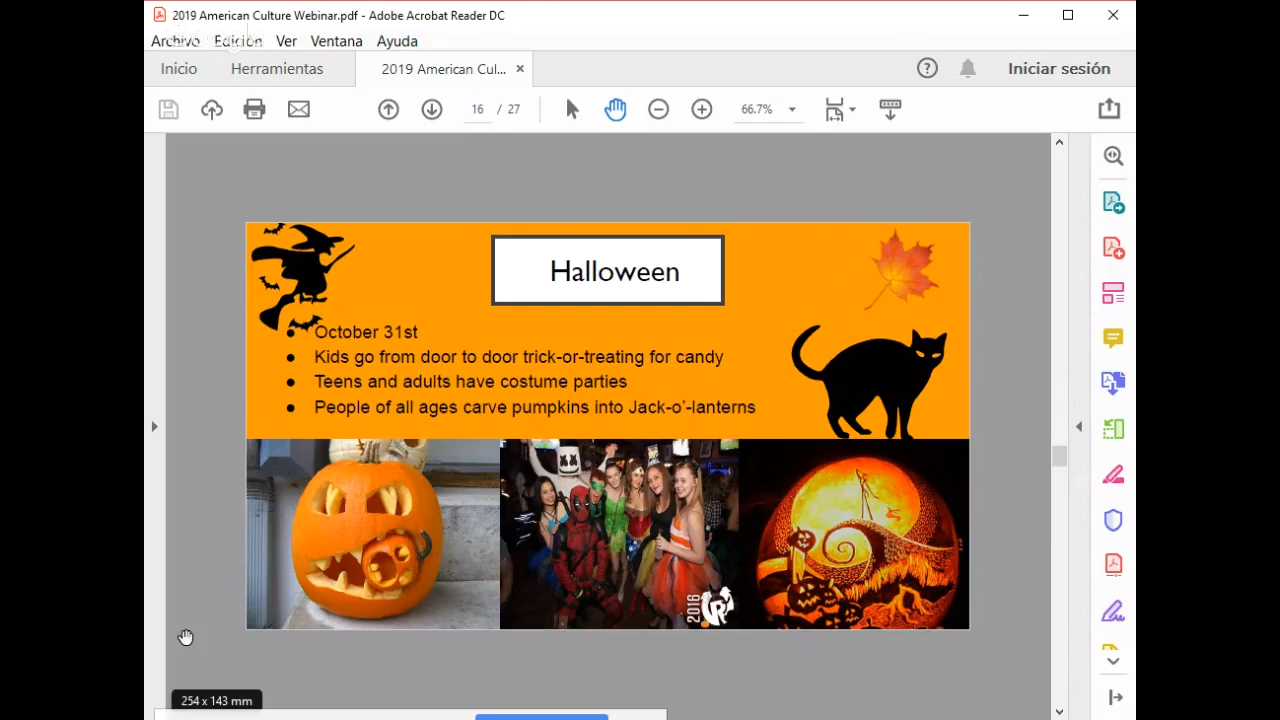 2019 American Culture Webinar.pdf - Adobe Acrobat Reader DC
Archivo Edición Ver Ventana Ayuda
Inicio Herramientas 2019 American Cul... × Iniciar sesión
16 / 27 66.7%
Halloween
October 31st
Kids go from door to door trick-or-treating for candy
Teens and adults have costume parties
People of all ages carve pumpkins into Jack-o’-lanterns
2016
254 x 143 mm